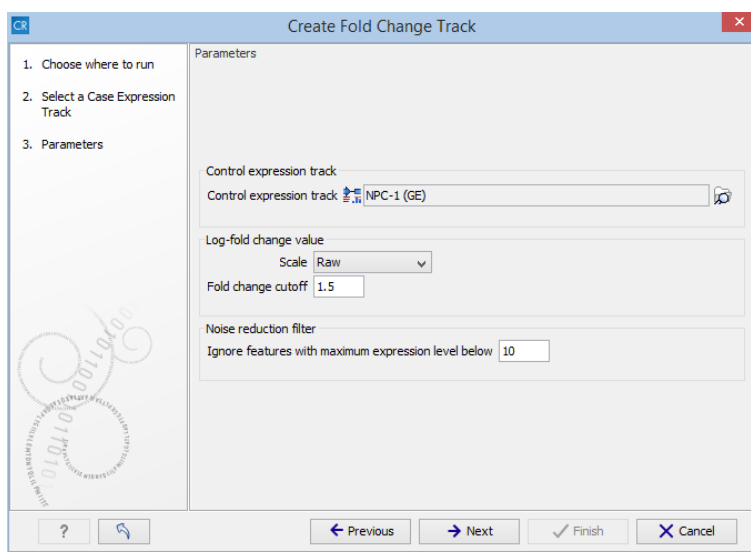 CR
Create Fold Change Track
1. Choose where to run
2. Select a Case Expression
Track
3. Parameters
Parameters
Control expression track
Control expression track NPC-1 (GE)
Log-fold change value
Scale Raw
Fold change cutoff 1.5
Noise reduction filter
Ignore features with maximum expression level below 10
? Previous Next Finish Cancel